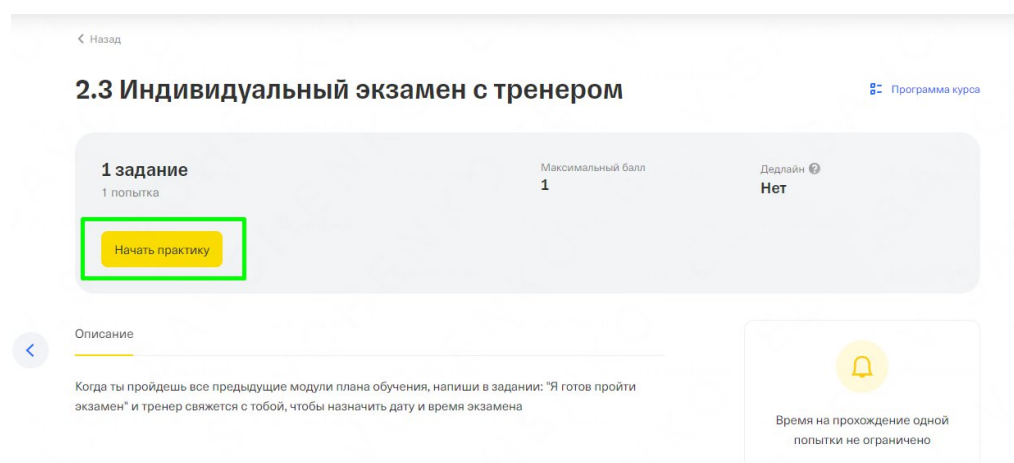 Назад
2.3 Индивидуальный экзамен с тренером
Программа курса
1 задание
1 попытка
Максимальный балл
1
Дедлайн ?
Нет
Начать практику
Описание
Когда ты пройдешь все предыдущие модули плана обучения, напиши в задании: "Я готов пройти
экзамен" и тренер свяжется с тобой, чтобы назначить дату и время экзамена
Время на прохождение одной
попытки не ограничено